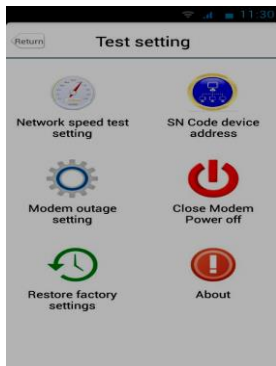 11:30
Return
Test setting
Network speed test
setting
SN Code device
address
Modem outage
setting
Close Modem
Power off
Restore factory
settings
About